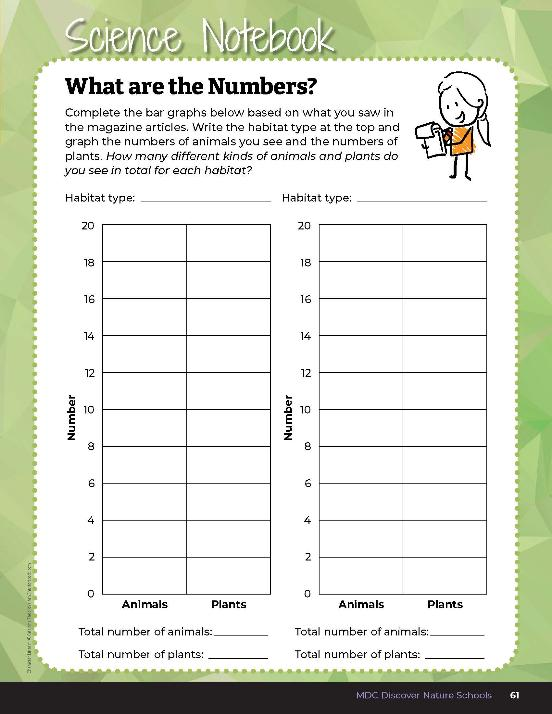 Science Notebook
What are the Numbers?
Complete the bar graphs below based on what you saw in
the magazine articles. Write the habitat type at the top and
graph the numbers of animals you see and the numbers of
plants. How many different kinds of animals and plants do
you see in total for each habitat?
Habitat type:
20
18
16
14
12
10
8
6
4
2
0
Number
Animals Plants
Total number of animals:
Total number of plants:
Habitat type:
20
18
16
14
12
10
8
6
4
2
0
Number
Animals Plants
Total number of animals:
Total number of plants:
MDC Discover Nature Schools 61